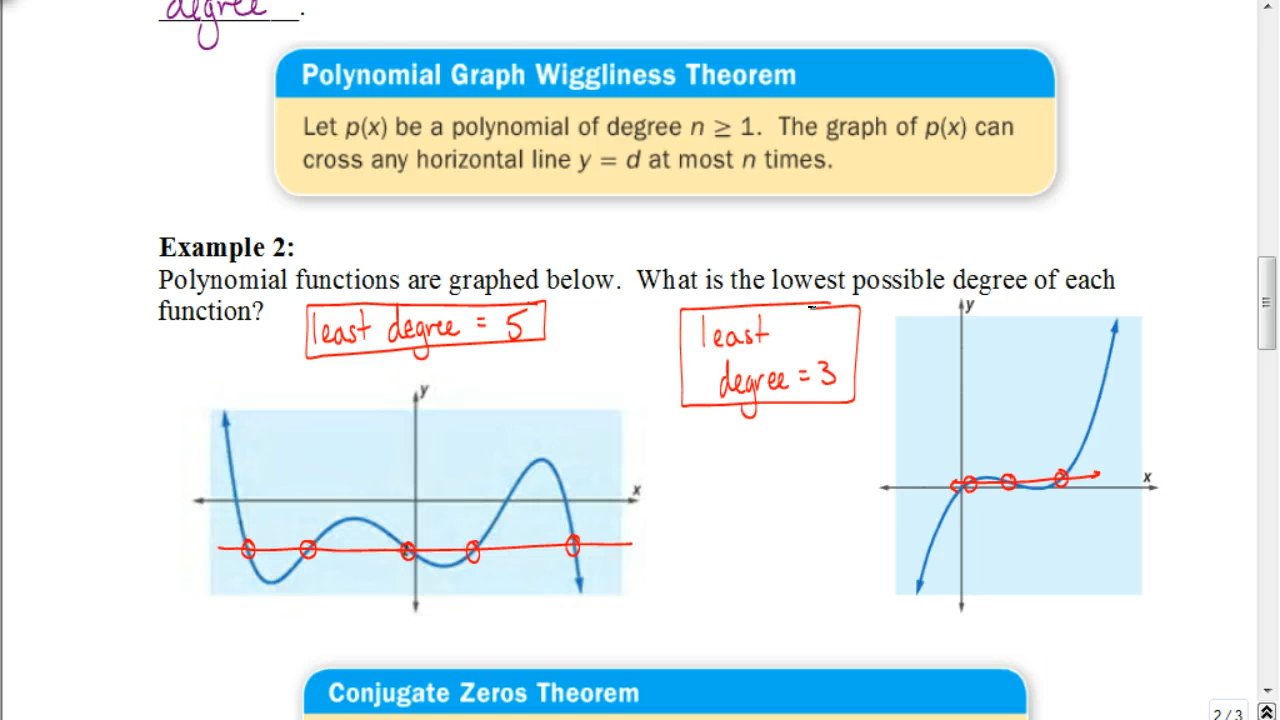 degree.
Polynomial Graph Wiggliness Theorem
Let p(x) be a polynomial of degree n ≥ 1. The graph of p(x) can
cross any horizontal line y = d at most n times.
Example 2:
Polynomial functions are graphed below. What is the lowest possible degree of each
function?
least degree = 5
least
degree = 3
y
x
y
x
Conjugate Zeros Theorem
2 / 3